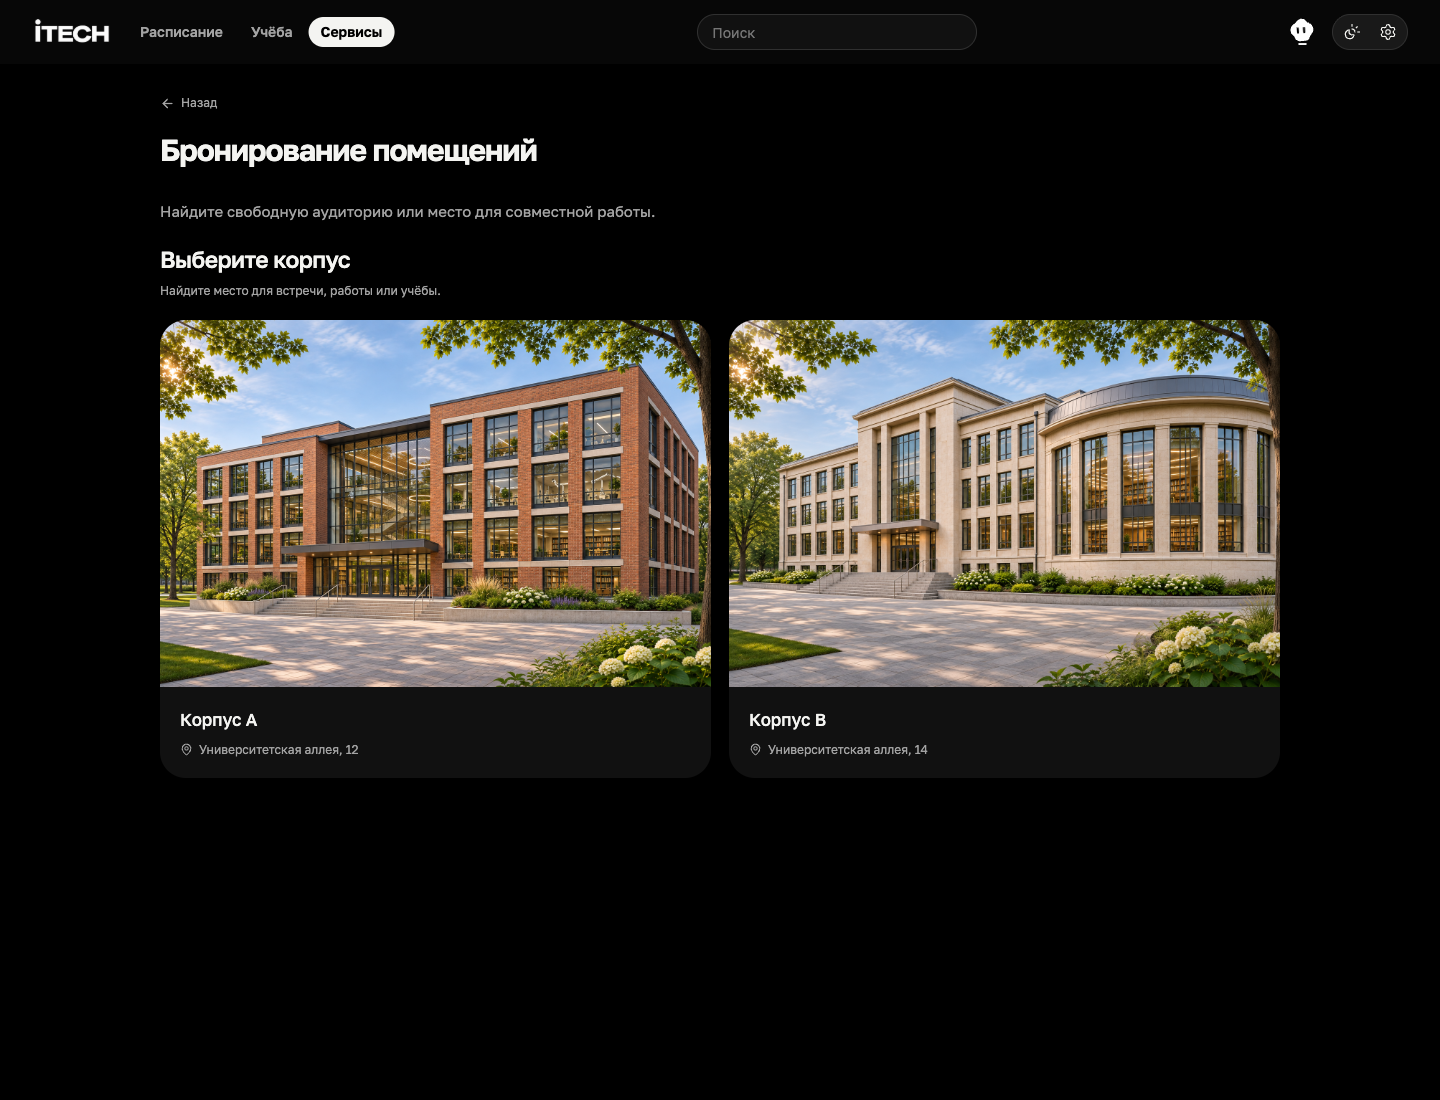 iTECH
Расписание
Учёба
Сервисы
Поиск
Назад
Бронирование помещений
Найдите свободную аудиторию или место для совместной работы.
Выберите корпус
Найдите место для встречи, работы или учёбы.
Корпус A
Университетская аллея, 12
Корпус B
Университетская аллея, 14